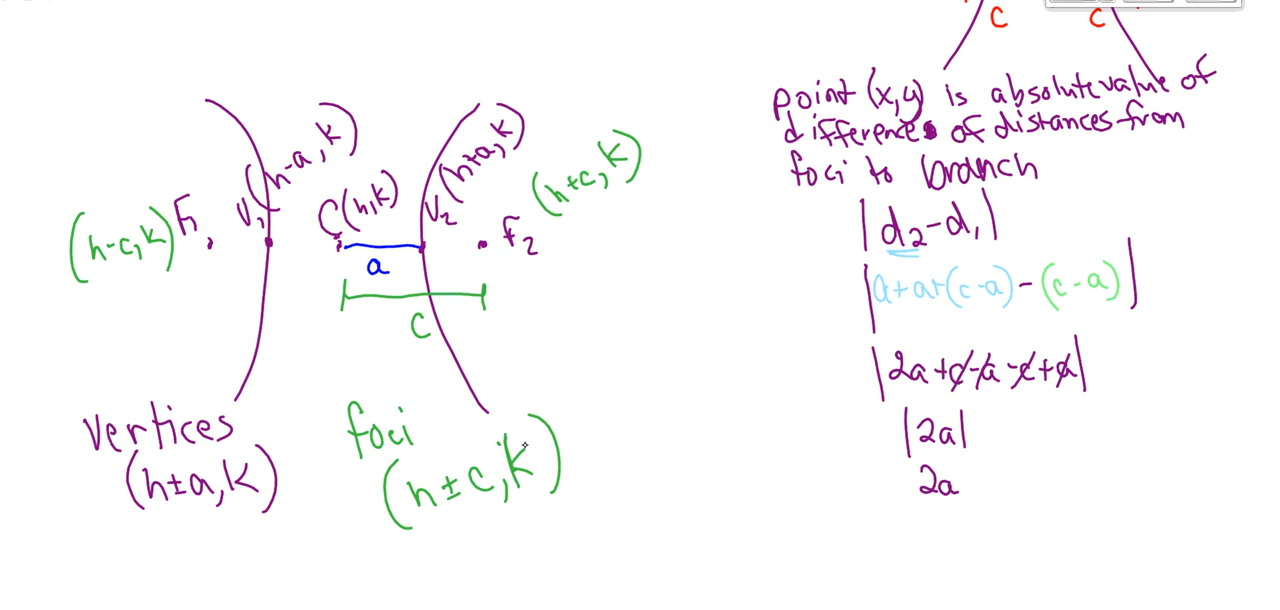 C C
point (x,y) is absolute value of
differences of distances from
foci to branch
|d₂-d₁|
|a+a+(c-a)-(c-a)|
|2a+c-a-c+a|
|2a|
2a
(h-c,k) F₁
V₁ (h-a,k)
C(h,k)
V₂ (h+a,k)
F₂ (h+c,k)
a
C
vertices
(h±a,k)
foci
(h±c,k)